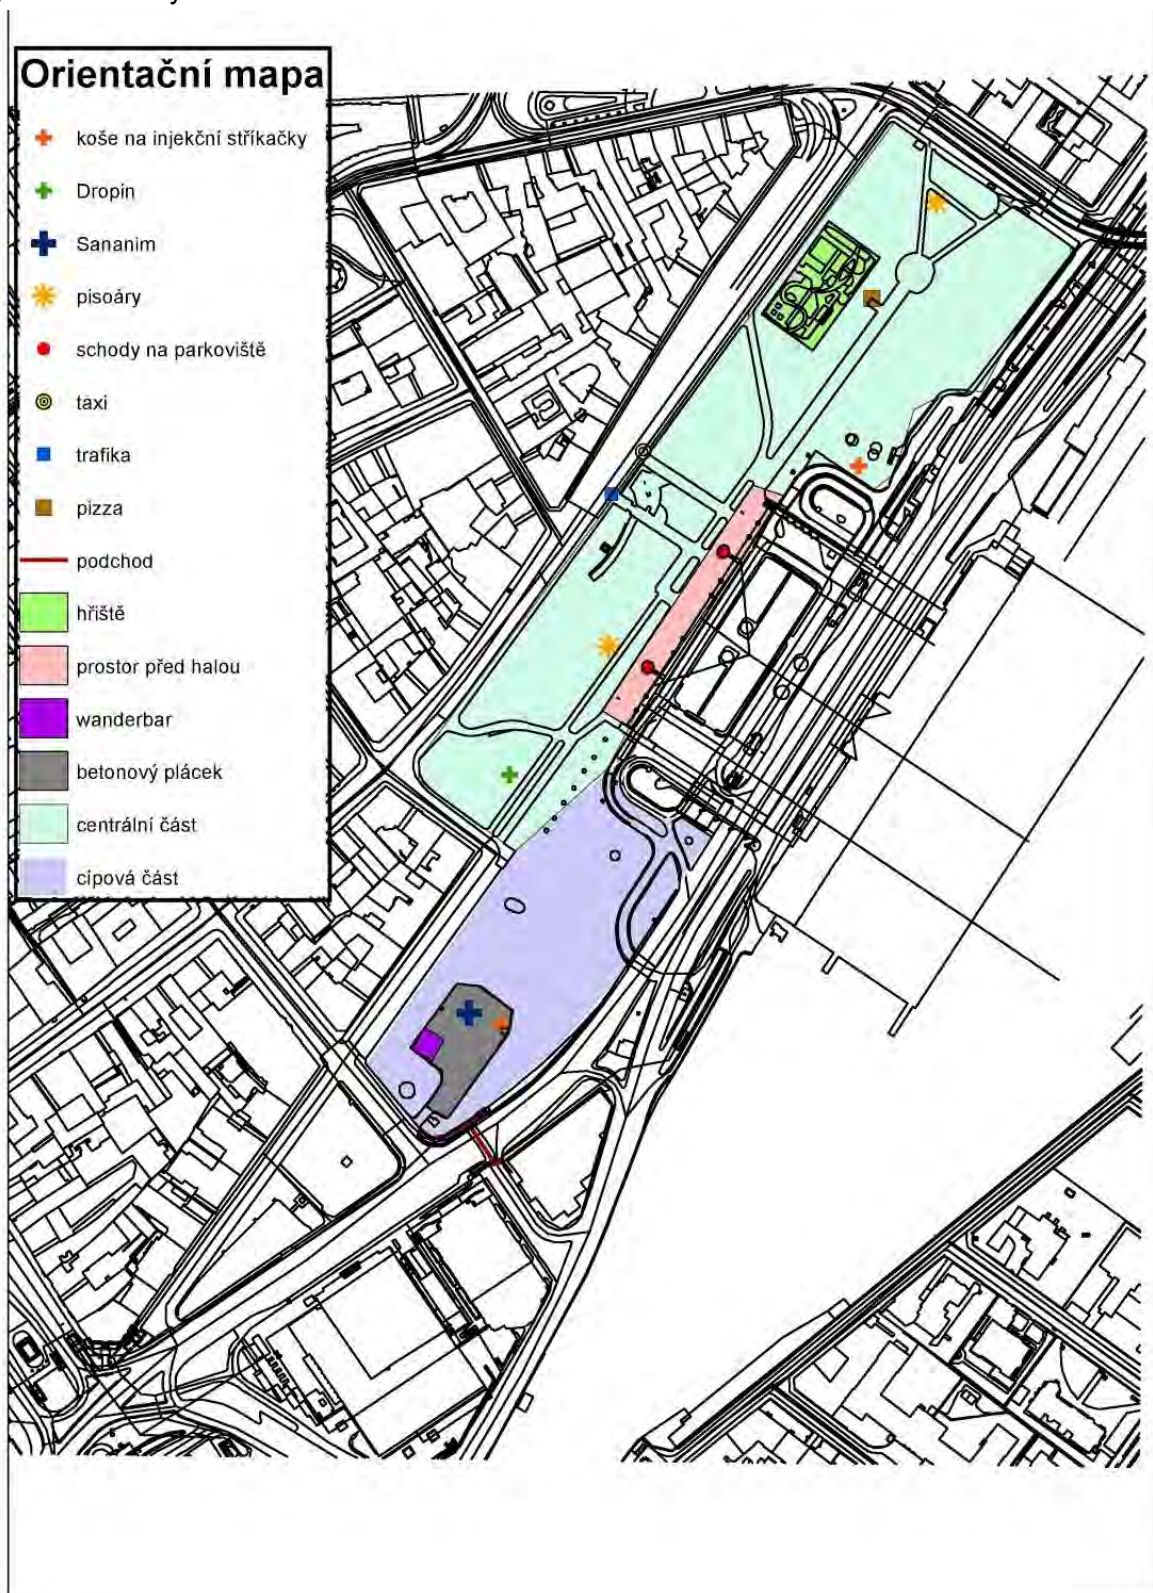 Orientační mapa
koše na injekční stříkačky
Dropin
Sananim
pisoáry
schody na parkoviště
taxi
trafika
pizza
podchod
hřiště
prostor před halou
wanderbar
betonový plácek
centrální část
cípová část